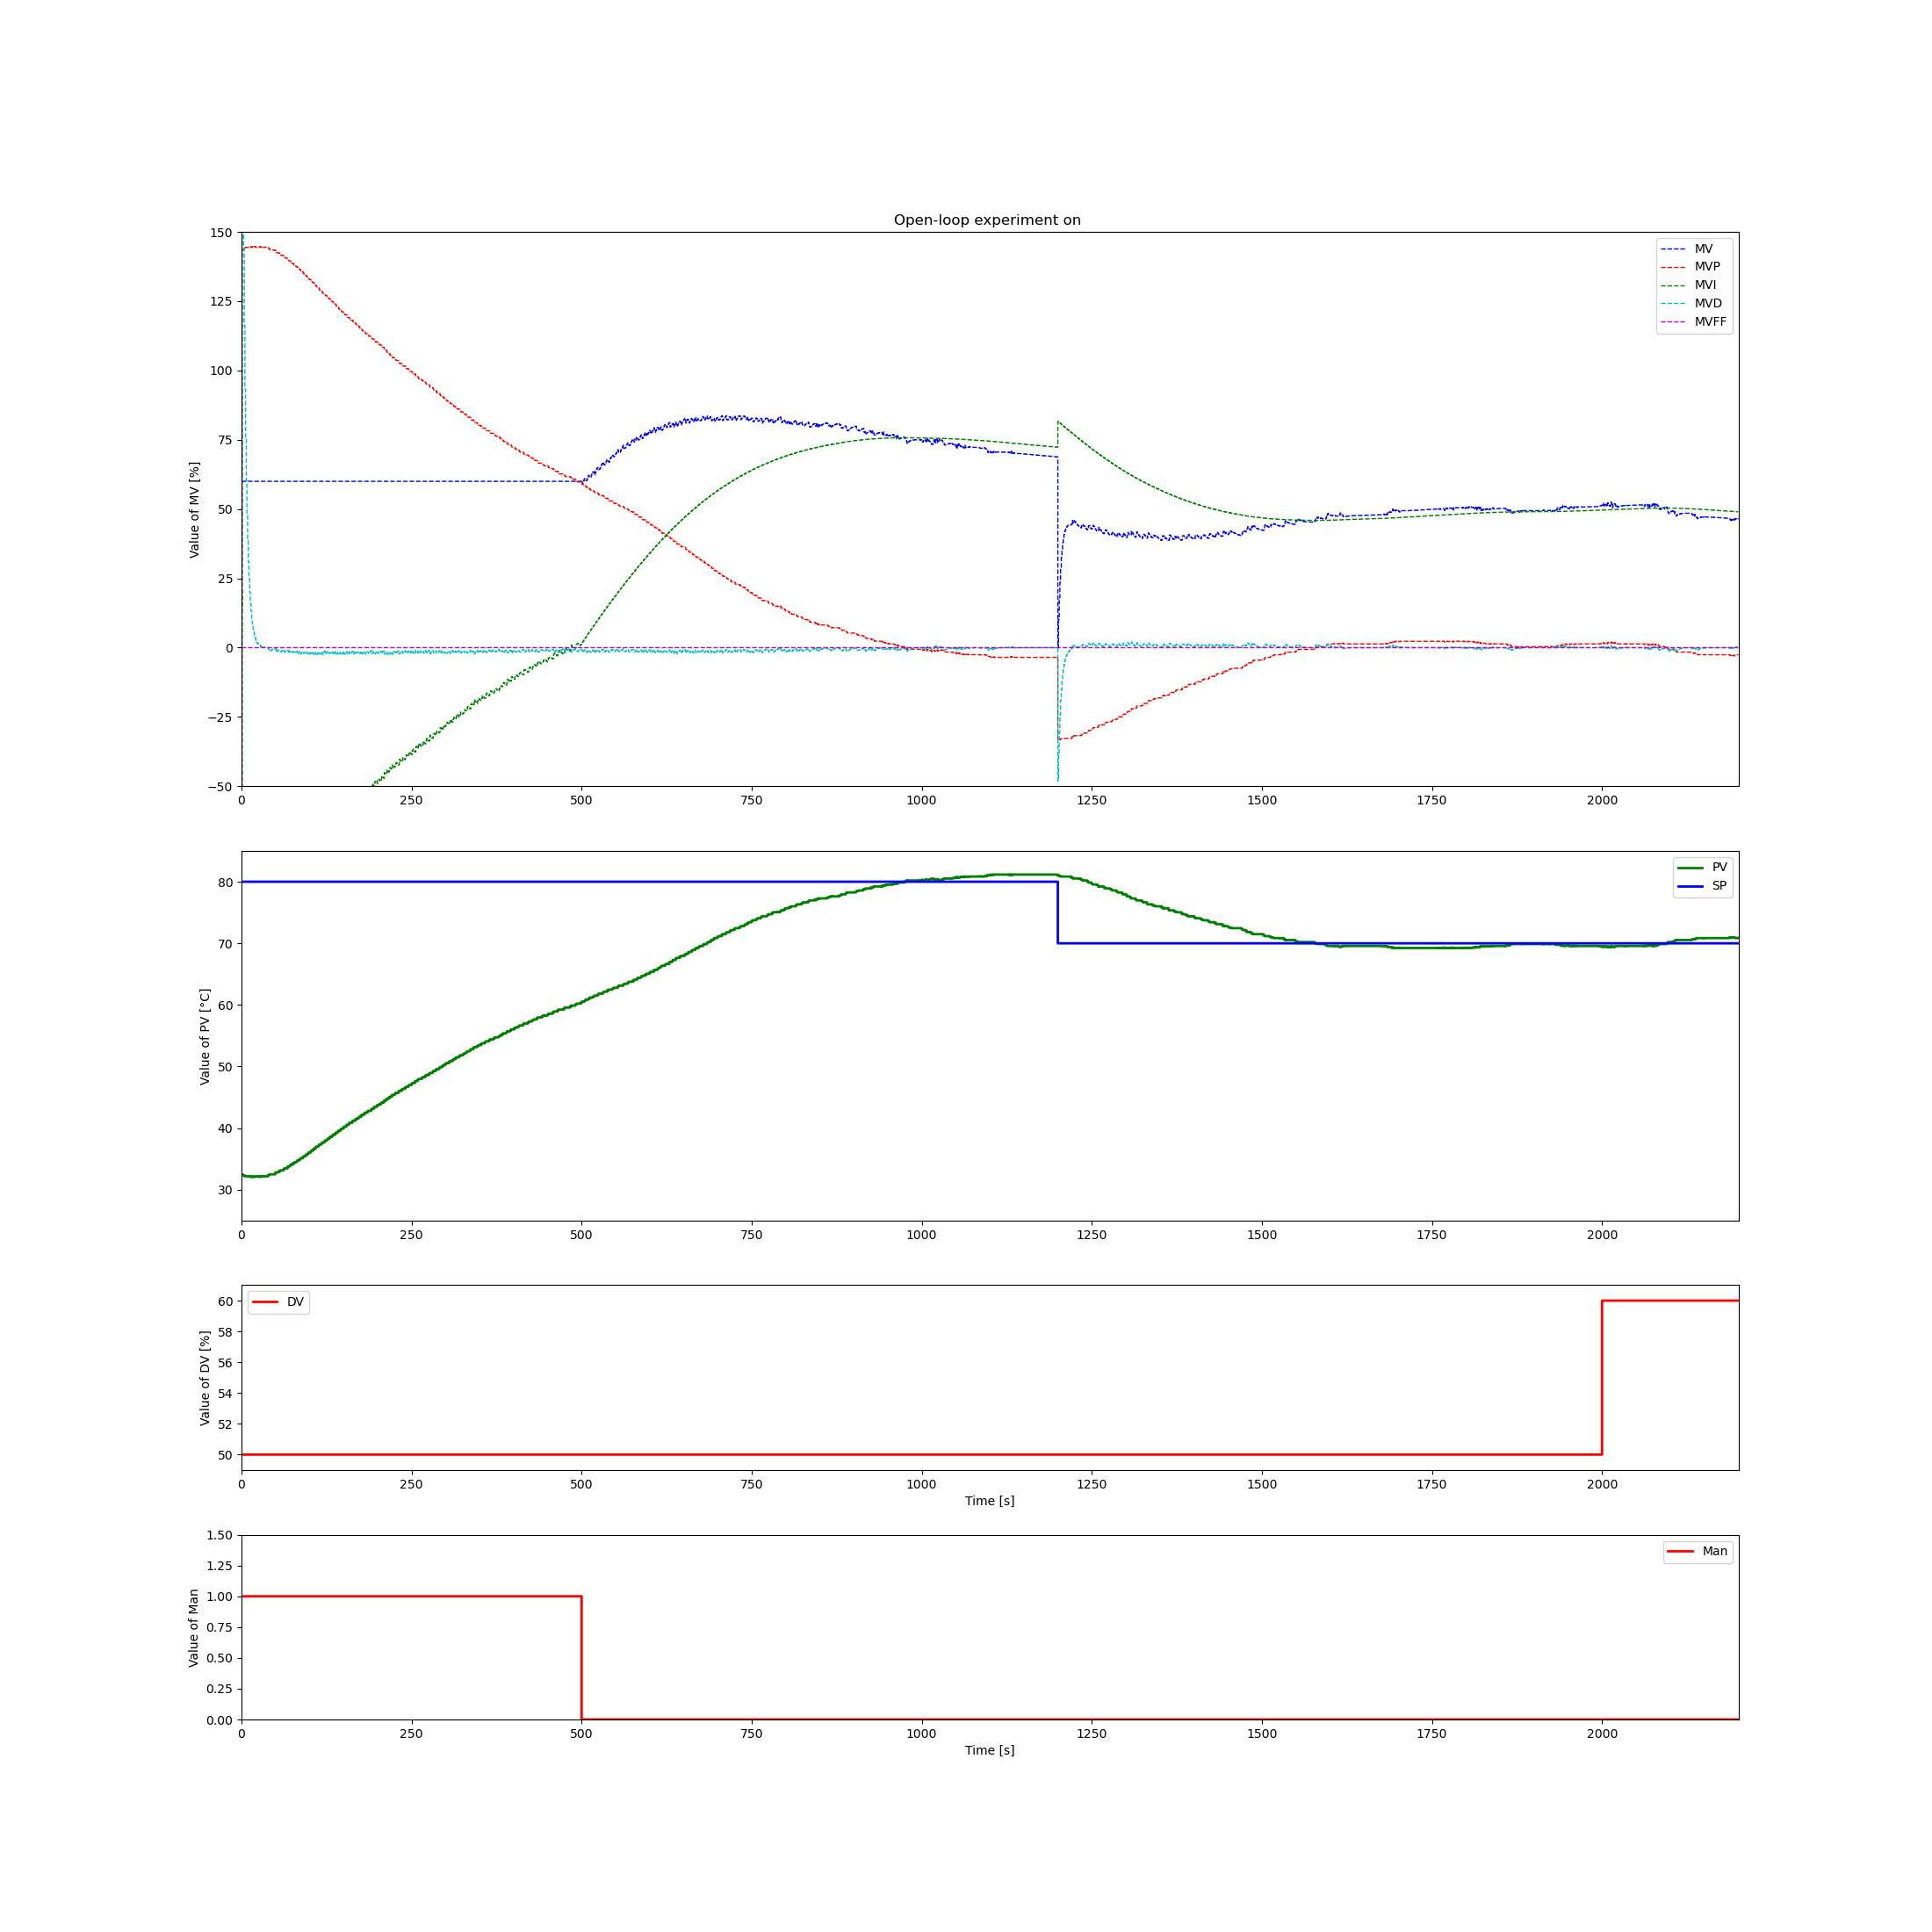 Open-loop experiment on
Value of MV [%]
150
125
100
75
50
25
0
−25
−50
MV
MVP
MVI
MVD
MVFF
0 250 500 750 1000 1250 1500 1750 2000
Value of PV [°C]
80
70
60
50
40
30
PV
SP
0 250 500 750 1000 1250 1500 1750 2000
Value of DV [%]
60
58
56
54
52
50
DV
0 250 500 750 1000 1250 1500 1750 2000
Time [s]
Value of Man
1.50
1.25
1.00
0.75
0.50
0.25
0.00
Man
0 250 500 750 1000 1250 1500 1750 2000
Time [s]